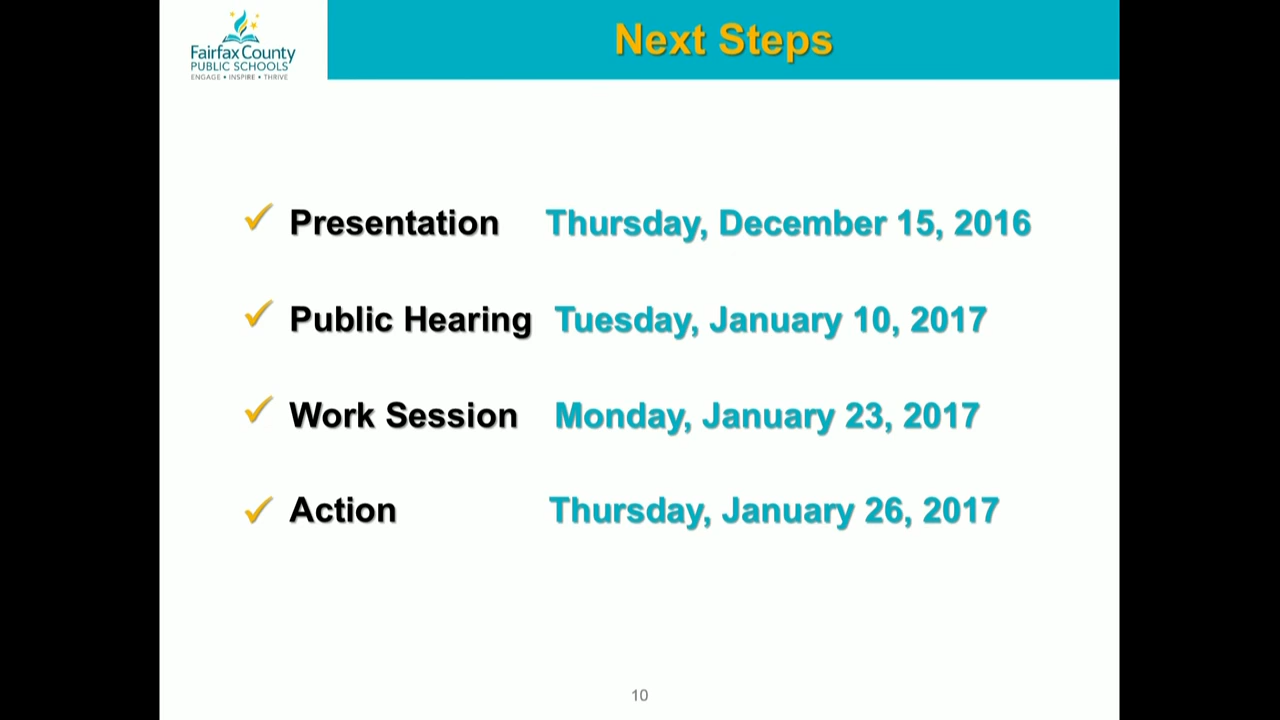 Fairfax County
PUBLIC SCHOOLS
ENGAGE • INSPIRE • THRIVE
Next Steps
Presentation Thursday, December 15, 2016
Public Hearing Tuesday, January 10, 2017
Work Session Monday, January 23, 2017
Action Thursday, January 26, 2017
10